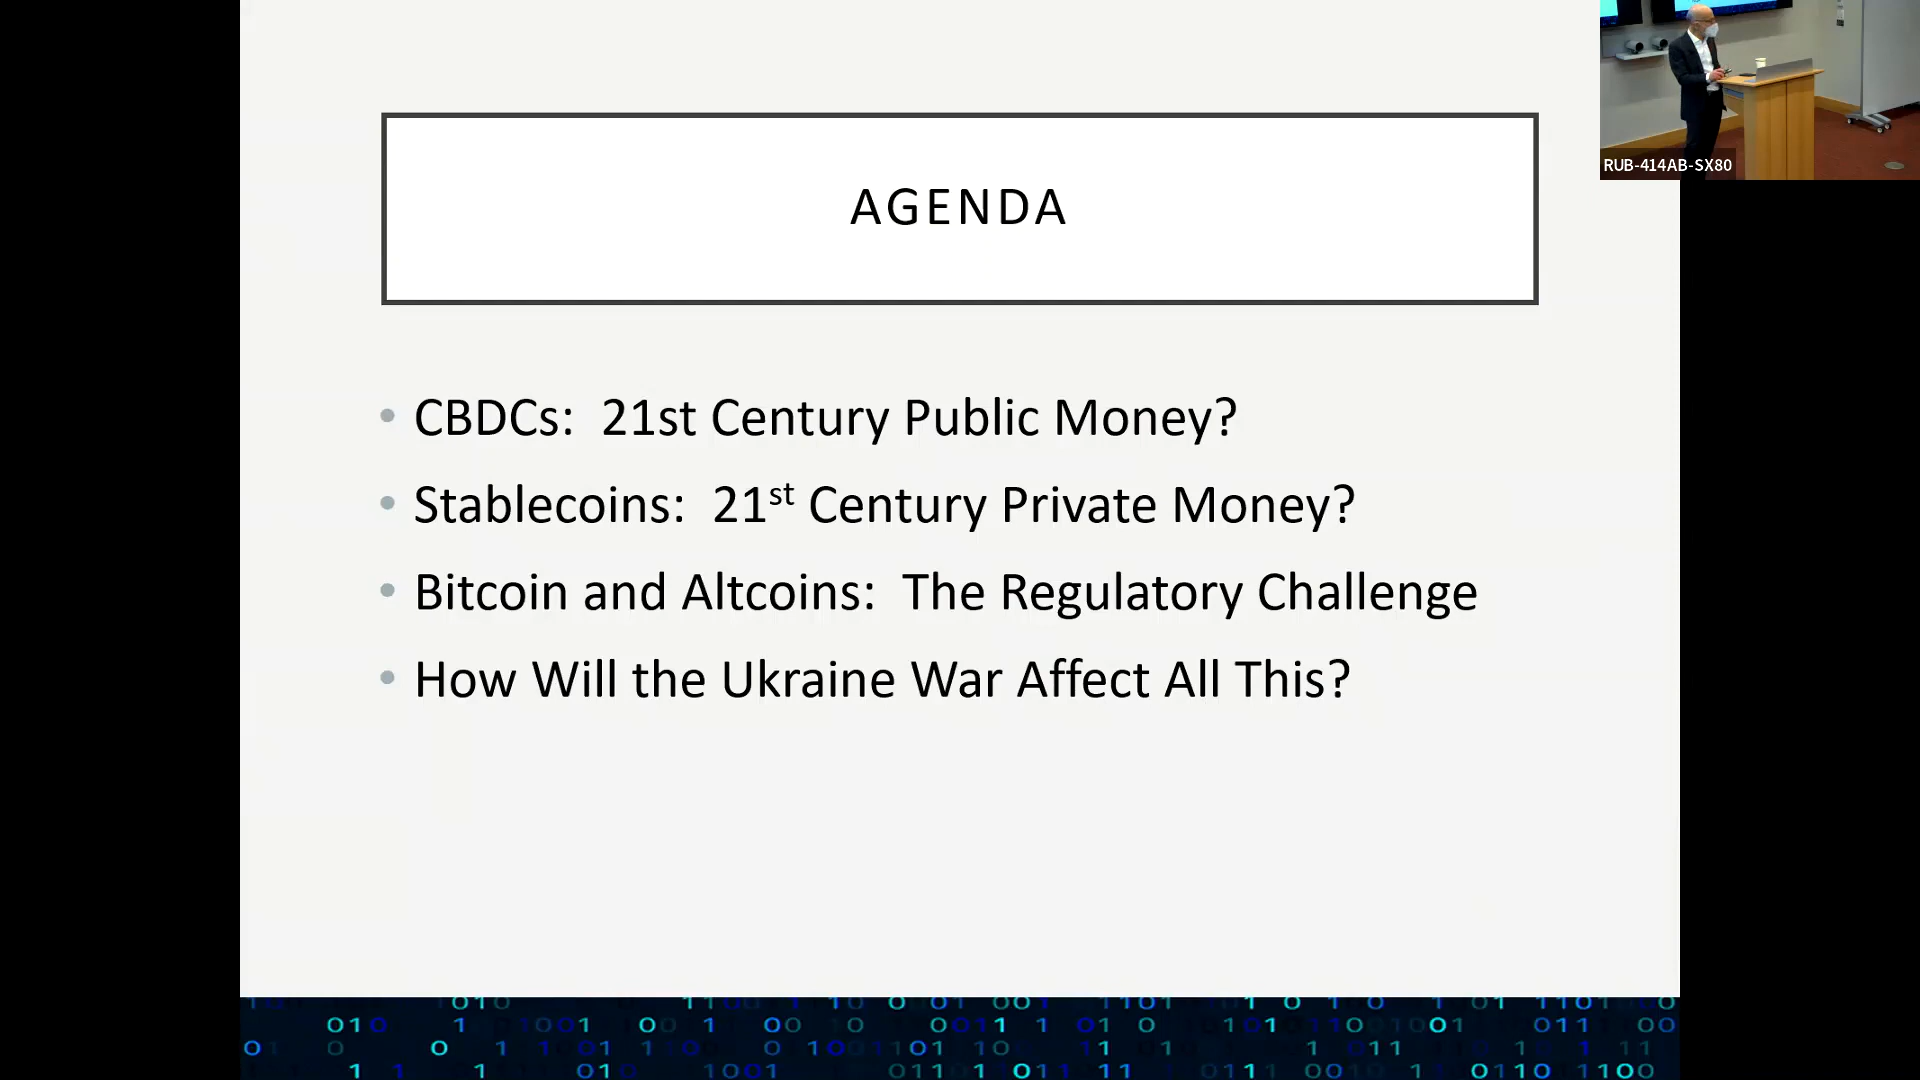 AGENDA
RUB-414AB-SX80
• CBDCs:  21st Century Public Money?
• Stablecoins:  21st Century Private Money?
• Bitcoin and Altcoins:  The Regulatory Challenge
• How Will the Ukraine War Affect All This?